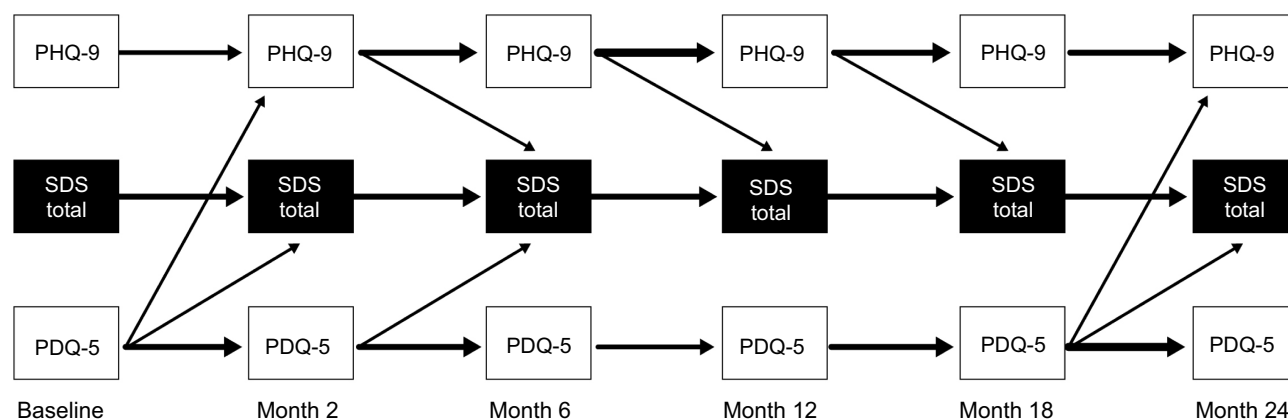 PHQ-9 PHQ-9 PHQ-9 PHQ-9 PHQ-9 PHQ-9
SDS SDS SDS SDS SDS SDS
total total total total total total
PDQ-5 PDQ-5 PDQ-5 PDQ-5 PDQ-5 PDQ-5
Baseline Month 2 Month 6 Month 12 Month 18 Month 24